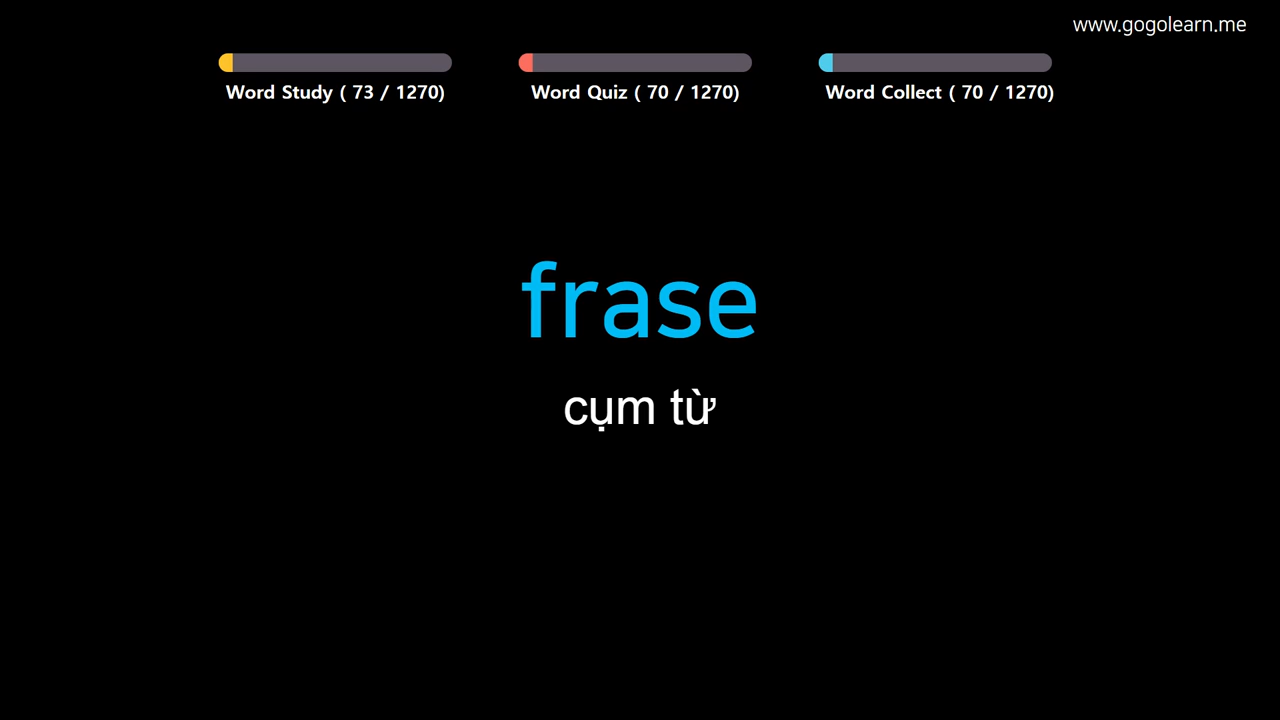 www.gogolearn.me
Word Study ( 73 / 1270)
Word Quiz ( 70 / 1270)
Word Collect ( 70 / 1270)
frase
cụm từ